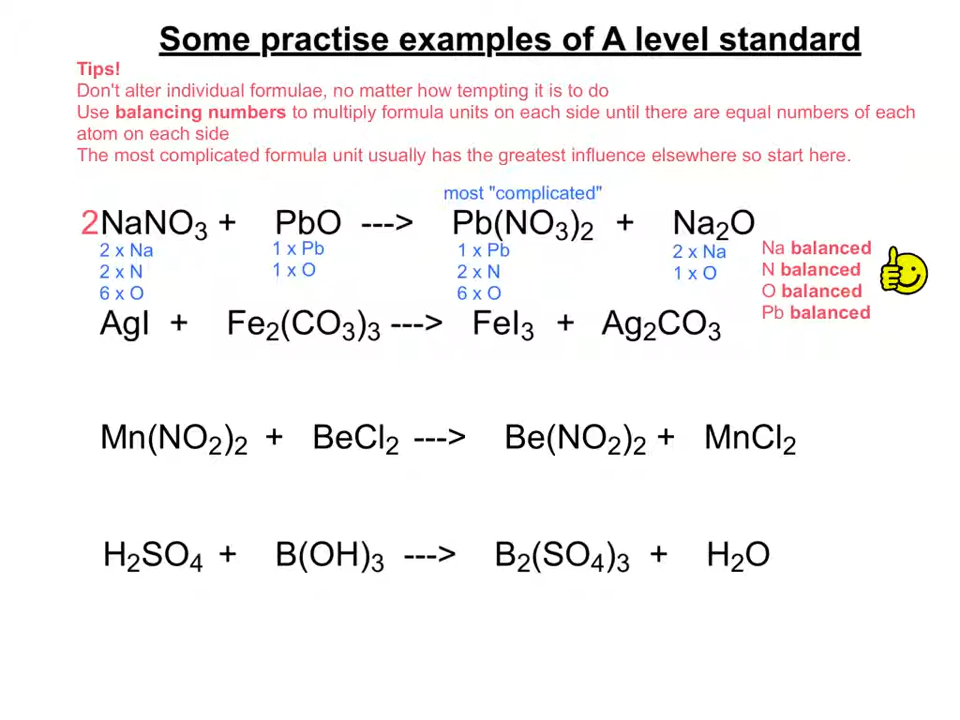 Some practise examples of A level standard
Tips!
Don't alter individual formulae, no matter how tempting it is to do
Use balancing numbers to multiply formula units on each side until there are equal numbers of each
atom on each side
The most complicated formula unit usually has the greatest influence elsewhere so start here.
most "complicated"
2NaNO₃ + PbO ---> Pb(NO₃)₂ + Na₂O
2 x Na 1 x Pb 1 x Pb 2 x Na Na balanced
2 x N 1 x O 2 x N 1 x O N balanced
6 x O 6 x O O balanced
Pb balanced
AgI + Fe₂(CO₃)₃ ---> FeI₃ + Ag₂CO₃
Mn(NO₂)₂ + BeCl₂ ---> Be(NO₂)₂ + MnCl₂
H₂SO₄ + B(OH)₃ ---> B₂(SO₄)₃ + H₂O